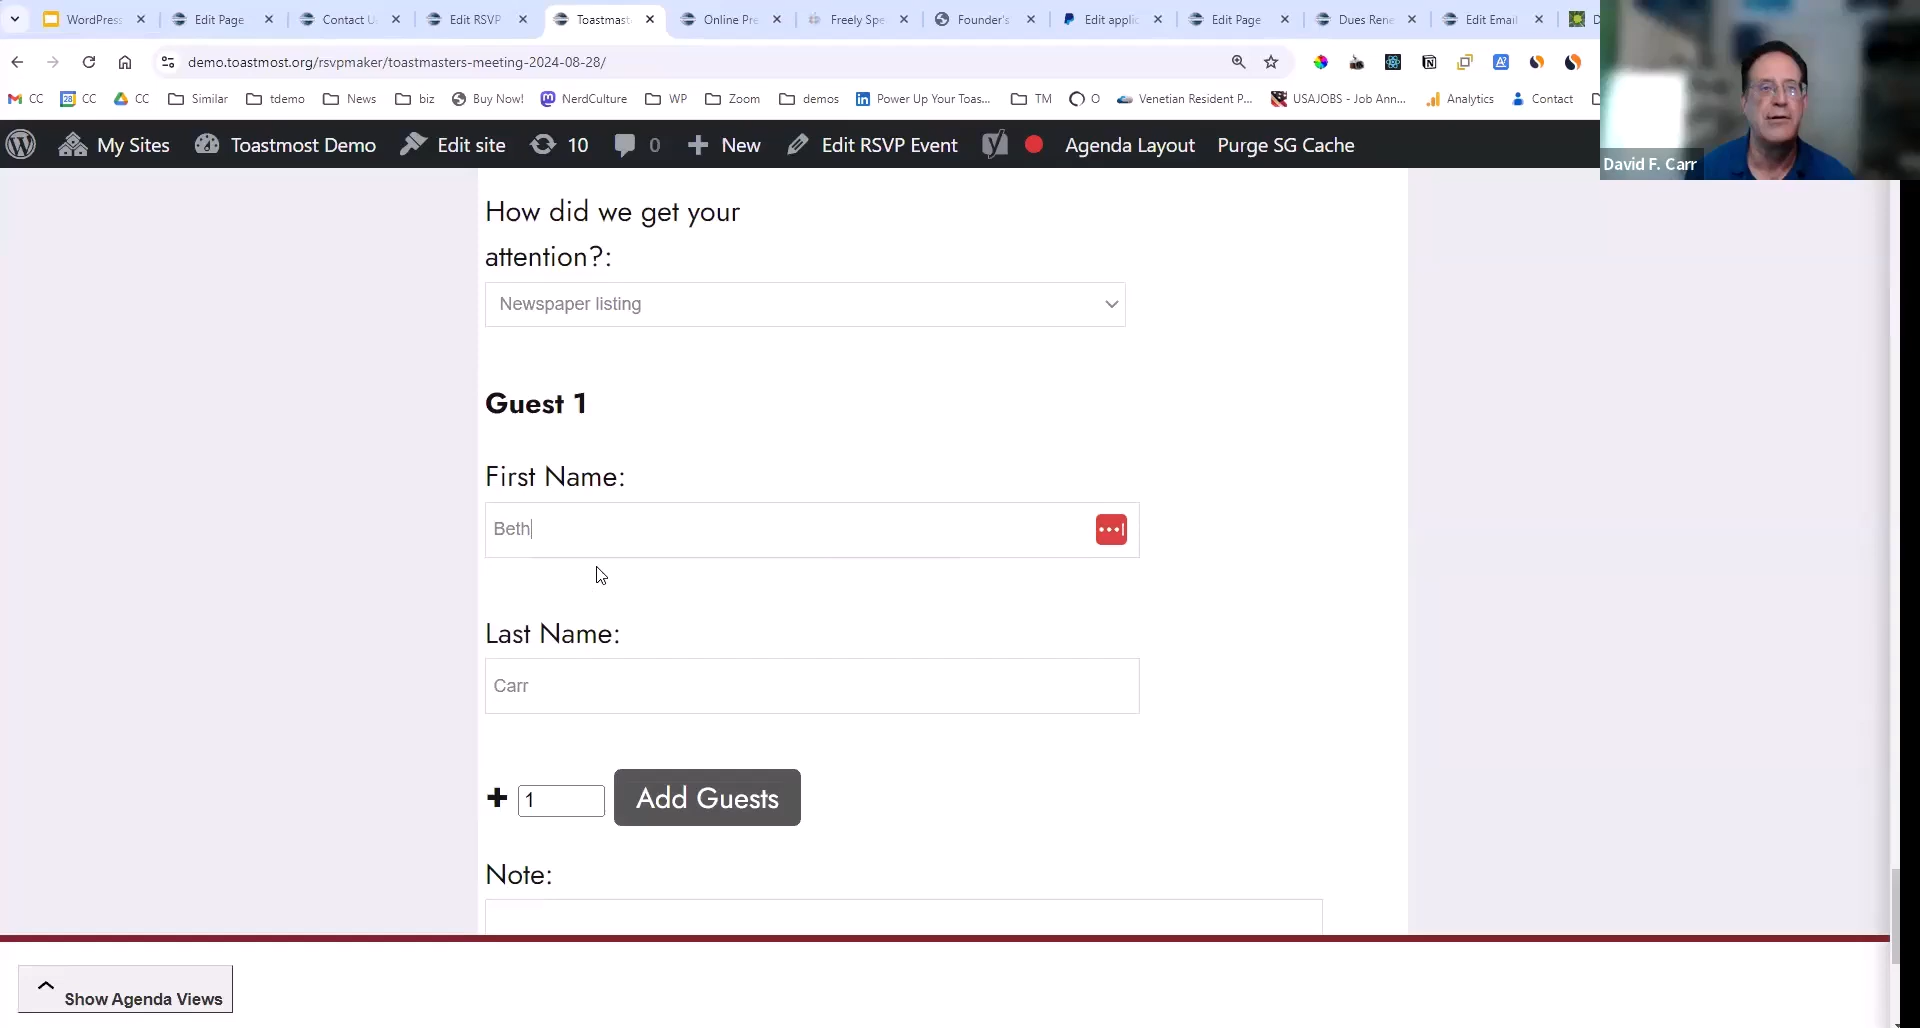 WordPress
Edit Page
Contact U
Edit RSVP
Toastmast
Online Pre
Freely Spe
Founder's
Edit applic
Edit Page
Dues Rene
Edit Email
demo.toastmost.org/rsvpmaker/toastmasters-meeting-2024-08-28/
CC
CC
CC
Similar
tdemo
News
biz
Buy Now!
NerdCulture
WP
Zoom
demos
Power Up Your Toas...
TM
O
Venetian Resident P...
USAJOBS - Job Ann...
Analytics
Contact
My Sites
Toastmost Demo
Edit site
10
0
New
Edit RSVP Event
Agenda Layout
Purge SG Cache
David F. Carr
How did we get your
attention?:
Newspaper listing
Guest 1
First Name:
Beth
Last Name:
Carr
+ 1 Add Guests
Note:
Show Agenda Views